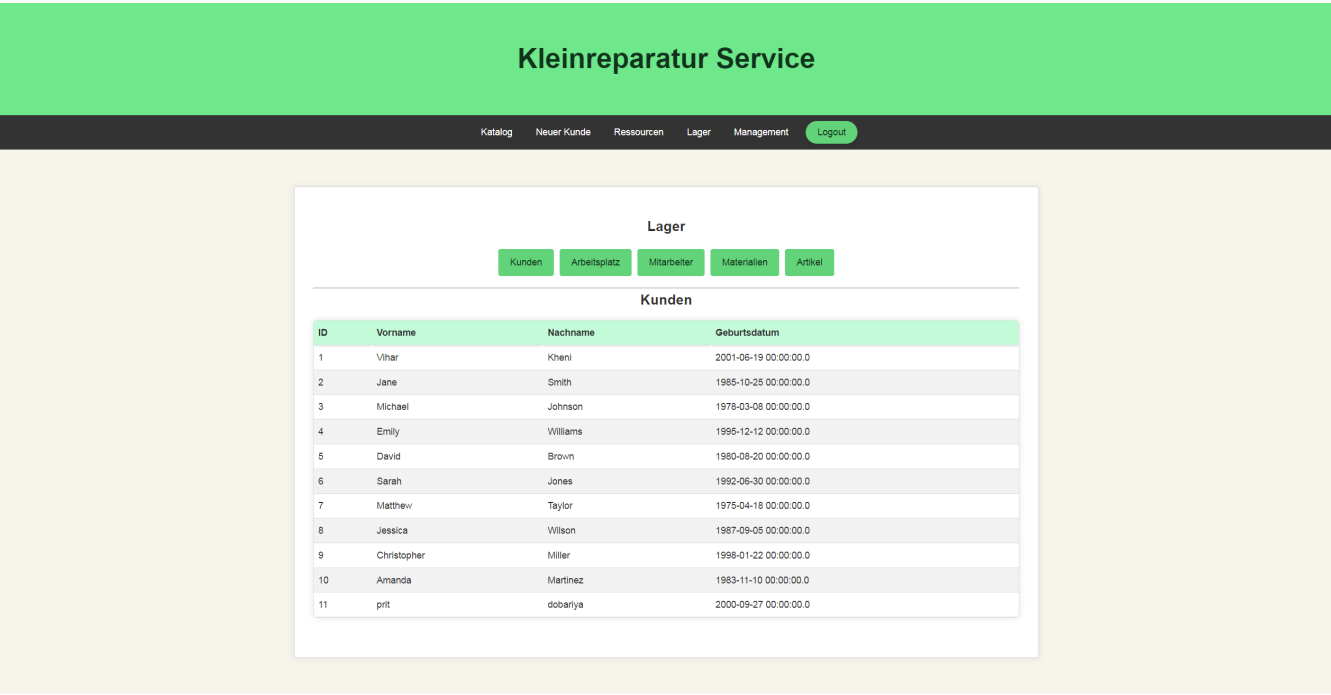 Kleinreparatur Service
Katalog Neuer Kunde Ressourcen Lager Management Logout
Lager
Kunden Arbeitsplatz Mitarbeiter Materialien Artikel
Kunden
ID Vorname Nachname Geburtsdatum
1 Vihar Kheni 2001-06-19 00:00:00.0
2 Jane Smith 1985-10-25 00:00:00.0
3 Michael Johnson 1978-03-08 00:00:00.0
4 Emily Williams 1995-12-12 00:00:00.0
5 David Brown 1980-08-20 00:00:00.0
6 Sarah Jones 1992-06-30 00:00:00.0
7 Matthew Taylor 1975-04-18 00:00:00.0
8 Jessica Wilson 1987-09-05 00:00:00.0
9 Christopher Miller 1998-01-22 00:00:00.0
10 Amanda Martinez 1983-11-10 00:00:00.0
11 prit dobariya 2000-09-27 00:00:00.0